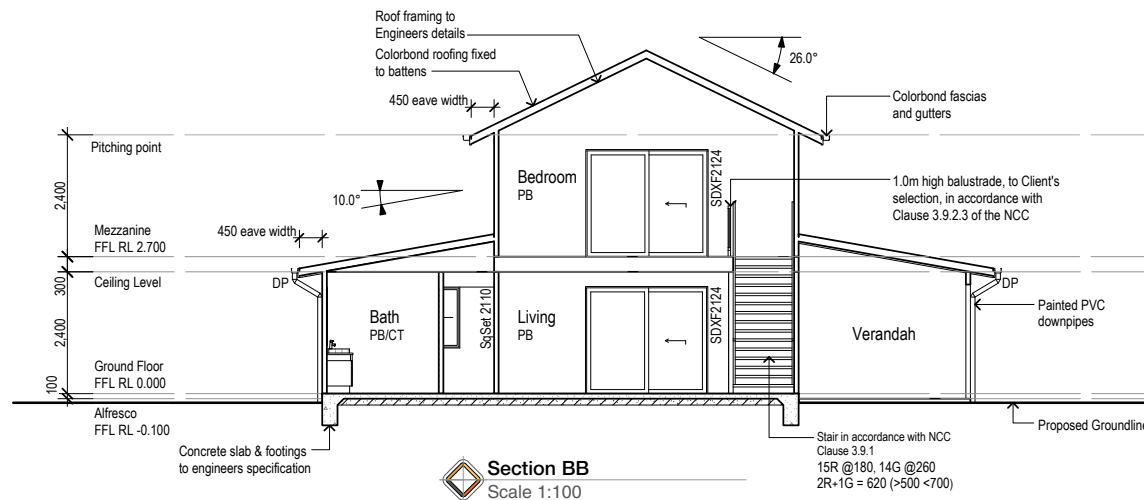 Roof framing to
Engineers details
Colorbond roofing fixed
to battens
26.0°
450 eave width
Colorbond fascias
and gutters
Pitching point
2,400
Bedroom
PB
SDXF2124
1.0m high balustrade, to Client's
selection, in accordance with
Clause 3.9.2.3 of the NCC
10.0°
Mezzanine
FFL RL 2.700
450 eave width
300
Ceiling Level
DP
DP
Bath
PB/CT
SqSet 2110
Living
PB
SDXF2124
Verandah
Painted PVC
downpipes
2,400
Ground Floor
FFL RL 0.000
100
Alfresco
FFL RL -0.100
Proposed Groundline
Concrete slab & footings
to engineers specification
Stair in accordance with NCC
Clause 3.9.1
15R @180, 14G @260
2R+1G = 620 (>500 <700)
Section BB
Scale 1:100